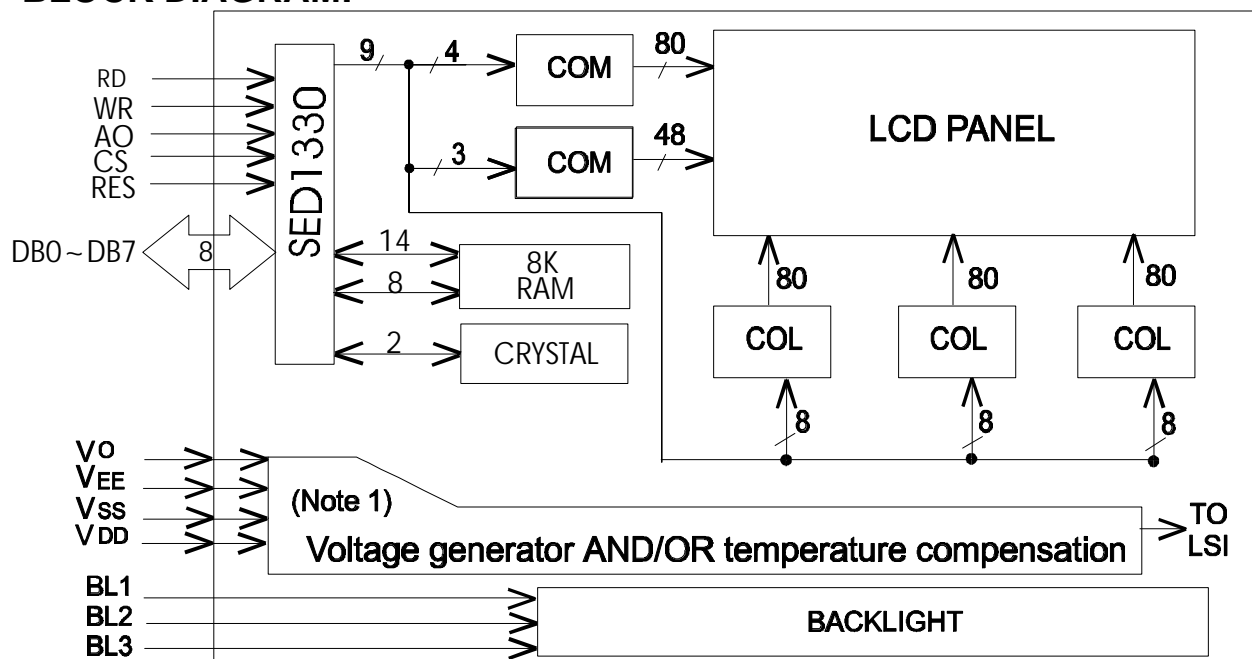 BLOCK DIAGRAM:
RD
WR
AO
CS
RES
DB0~DB7
8
SED1330
9
4
3
COM
80
COM
48
LCD PANEL
14
8
8K
RAM
2
CRYSTAL
80
80
80
COL
COL
COL
8
8
8
VO
VEE
VSS
VDD
(Note 1)
Voltage generator AND/OR temperature compensation
TO
LSI
BL1
BL2
BL3
BACKLIGHT